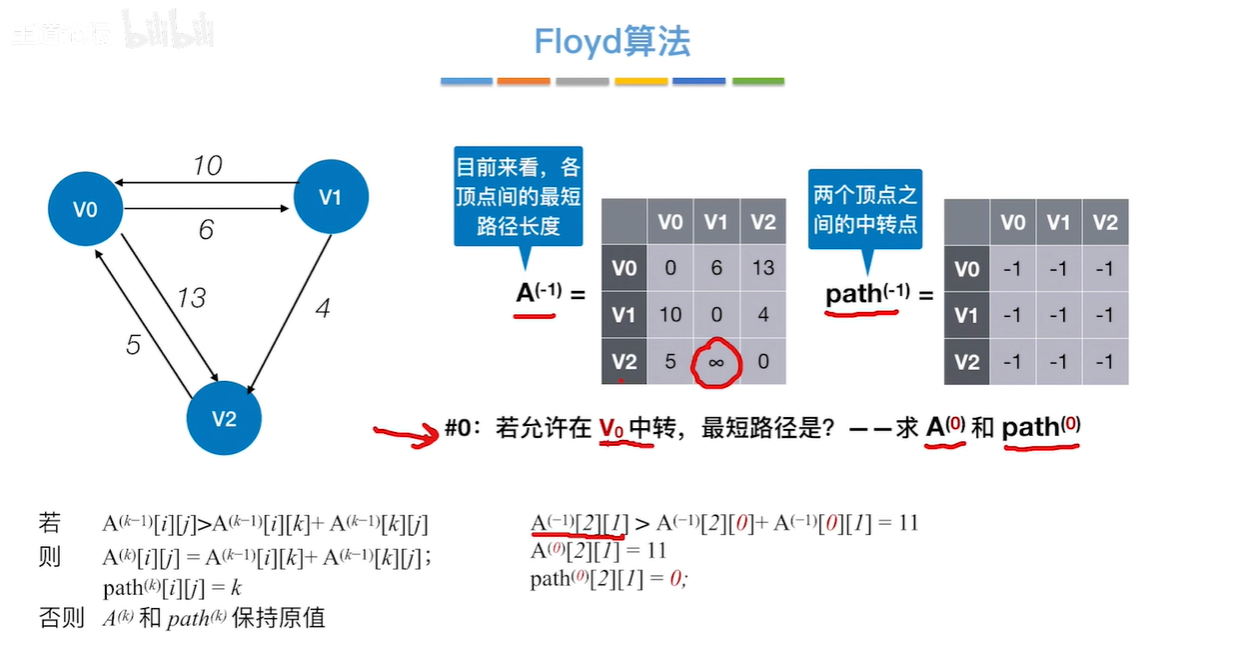 王道论坛 bilibili
Floyd算法
10
V0
V1
6
13
4
5
V2
目前来看，各
顶点间的最短
路径长度
A(-1) =
V0 V1 V2
V0 0 6 13
V1 10 0 4
V2 5 ∞ 0
两个顶点之
间的中转点
path(-1) =
V0 V1 V2
V0 -1 -1 -1
V1 -1 -1 -1
V2 -1 -1 -1
#0：若允许在 V0 中转，最短路径是？——求 A(0) 和 path(0)
若 A(k−1)[i][j]>A(k−1)[i][k]+ A(k−1)[k][j]
则 A(k)[i][j] = A(k−1)[i][k]+ A(k−1)[k][j];
path(k)[i][j] = k
否则 A(k) 和 path(k) 保持原值
A(−1)[2][1] > A(−1)[2][0]+ A(−1)[0][1] = 11
A(0)[2][1] = 11
path(0)[2][1] = 0;